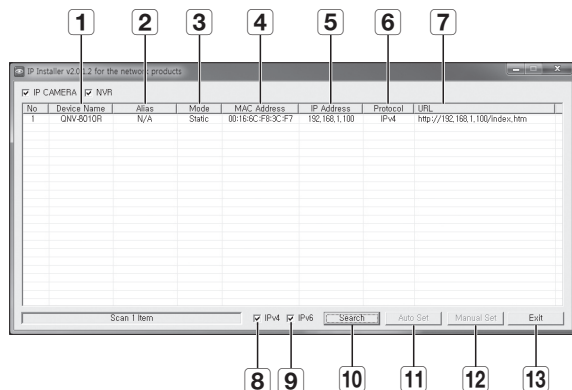 1 2 3 4 5 6 7
IP Installer v2.0.1.2 for the network products
IP CAMERA NVR
No Device Name Alias Mode MAC Address IP Address Protocol URL
1 QNV-8010R N/A Static 00:16:6C:F8:3C:F7 192,168,1,100 IPv4 http://192,168,1,100/index,htm
Scan 1 Item IPv4 IPv6 Search Auto Set Manual Set Exit
8 9 10 11 12 13